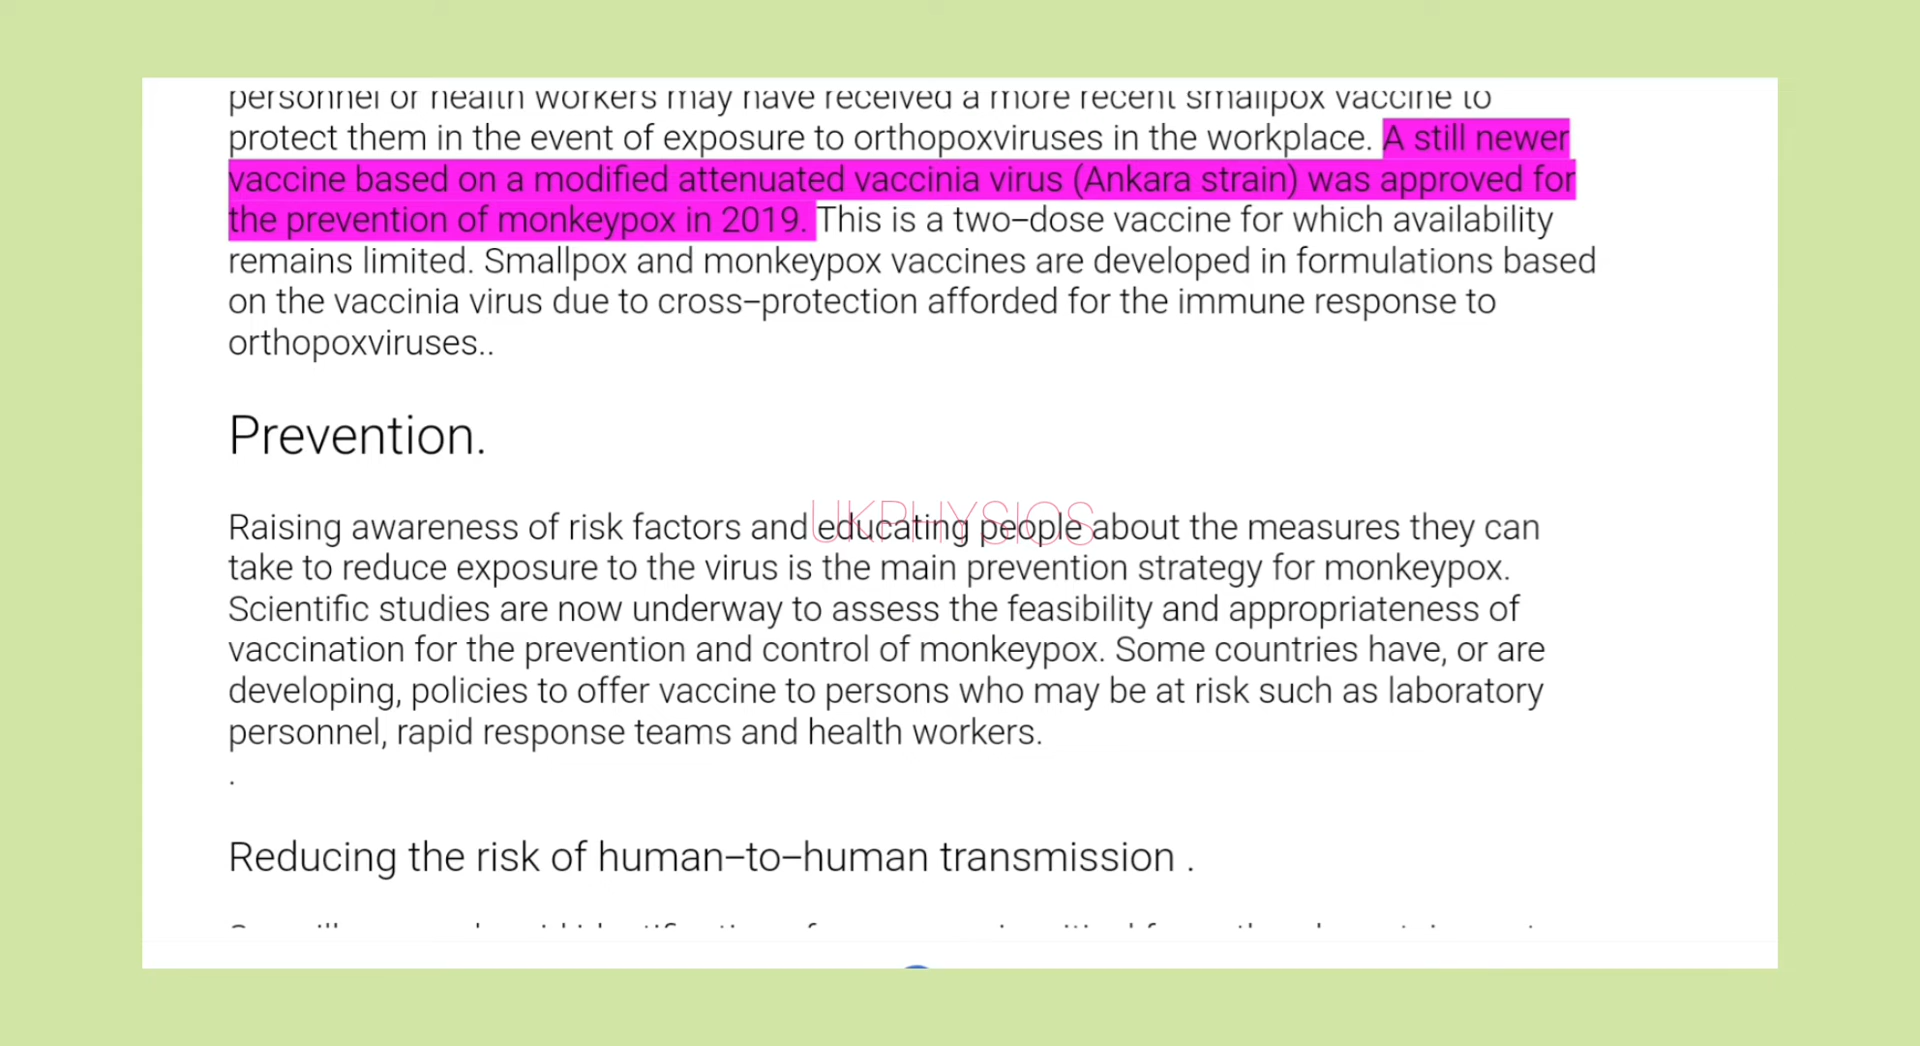 personnel or health workers may have received a more recent smallpox vaccine to
protect them in the event of exposure to orthopoxviruses in the workplace. A still newer
vaccine based on a modified attenuated vaccinia virus (Ankara strain) was approved for
the prevention of monkeypox in 2019. This is a two–dose vaccine for which availability
remains limited. Smallpox and monkeypox vaccines are developed in formulations based
on the vaccinia virus due to cross–protection afforded for the immune response to
orthopoxviruses..
Prevention.
UKPHYSIOS
Raising awareness of risk factors and educating people about the measures they can
take to reduce exposure to the virus is the main prevention strategy for monkeypox.
Scientific studies are now underway to assess the feasibility and appropriateness of
vaccination for the prevention and control of monkeypox. Some countries have, or are
developing, policies to offer vaccine to persons who may be at risk such as laboratory
personnel, rapid response teams and health workers.
.
Reducing the risk of human–to–human transmission .